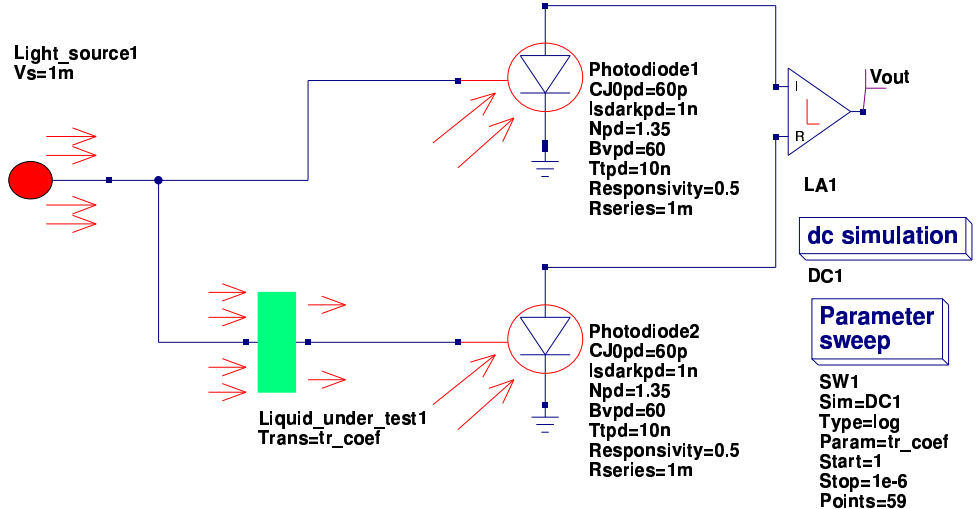 Light_source1
Vs=1m
Photodiode1
CJ0pd=60p
Isdarkpd=1n
Npd=1.35
Bvpd=60
Ttpd=10n
Responsivity=0.5
Rseries=1m
I
R
L
Vout
LA1
dc simulation
DC1
Liquid_under_test1
Trans=tr_coef
Photodiode2
CJ0pd=60p
Isdarkpd=1n
Npd=1.35
Bvpd=60
Ttpd=10n
Responsivity=0.5
Rseries=1m
Parameter
sweep
SW1
Sim=DC1
Type=log
Param=tr_coef
Start=1
Stop=1e-6
Points=59